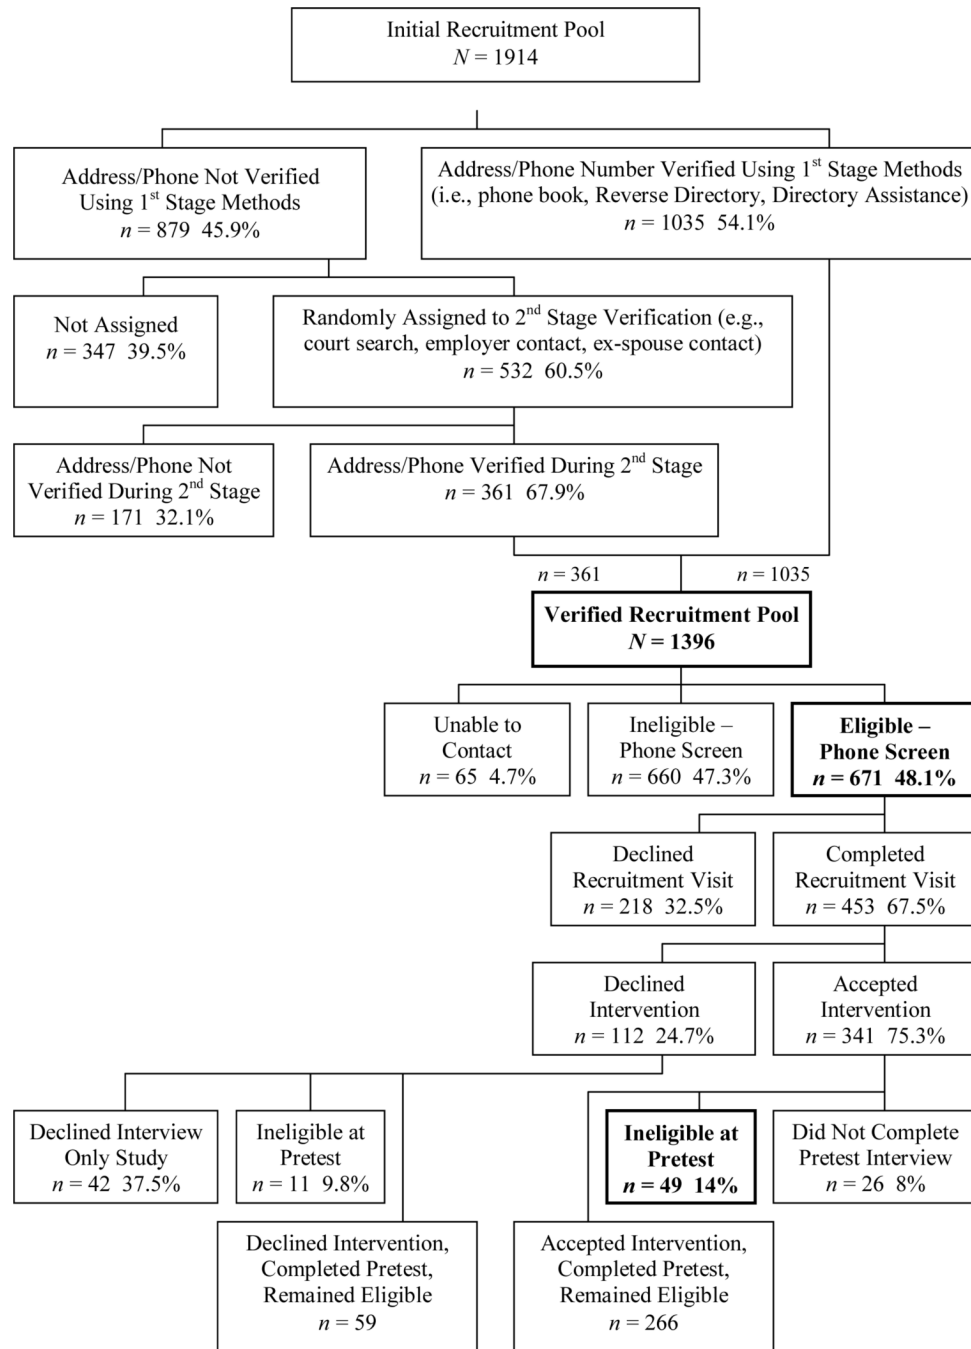 Initial Recruitment Pool
N = 1914
Address/Phone Not Verified
Using 1st Stage Methods
n = 879 45.9%
Address/Phone Number Verified Using 1st Stage Methods
(i.e., phone book, Reverse Directory, Directory Assistance)
n = 1035 54.1%
Not Assigned
n = 347 39.5%
Randomly Assigned to 2nd Stage Verification (e.g.,
court search, employer contact, ex-spouse contact)
n = 532 60.5%
Address/Phone Not
Verified During 2nd Stage
n = 171 32.1%
Address/Phone Verified During 2nd Stage
n = 361 67.9%
n = 361
n = 1035
Verified Recruitment Pool
N = 1396
Unable to
Contact
n = 65 4.7%
Ineligible –
Phone Screen
n = 660 47.3%
Eligible –
Phone Screen
n = 671 48.1%
Declined
Recruitment Visit
n = 218 32.5%
Completed
Recruitment Visit
n = 453 67.5%
Declined
Intervention
n = 112 24.7%
Accepted
Intervention
n = 341 75.3%
Declined Interview
Only Study
n = 42 37.5%
Ineligible at
Pretest
n = 11 9.8%
Ineligible at
Pretest
n = 49 14%
Did Not Complete
Pretest Interview
n = 26 8%
Declined Intervention,
Completed Pretest,
Remained Eligible
n = 59
Accepted Intervention,
Completed Pretest,
Remained Eligible
n = 266